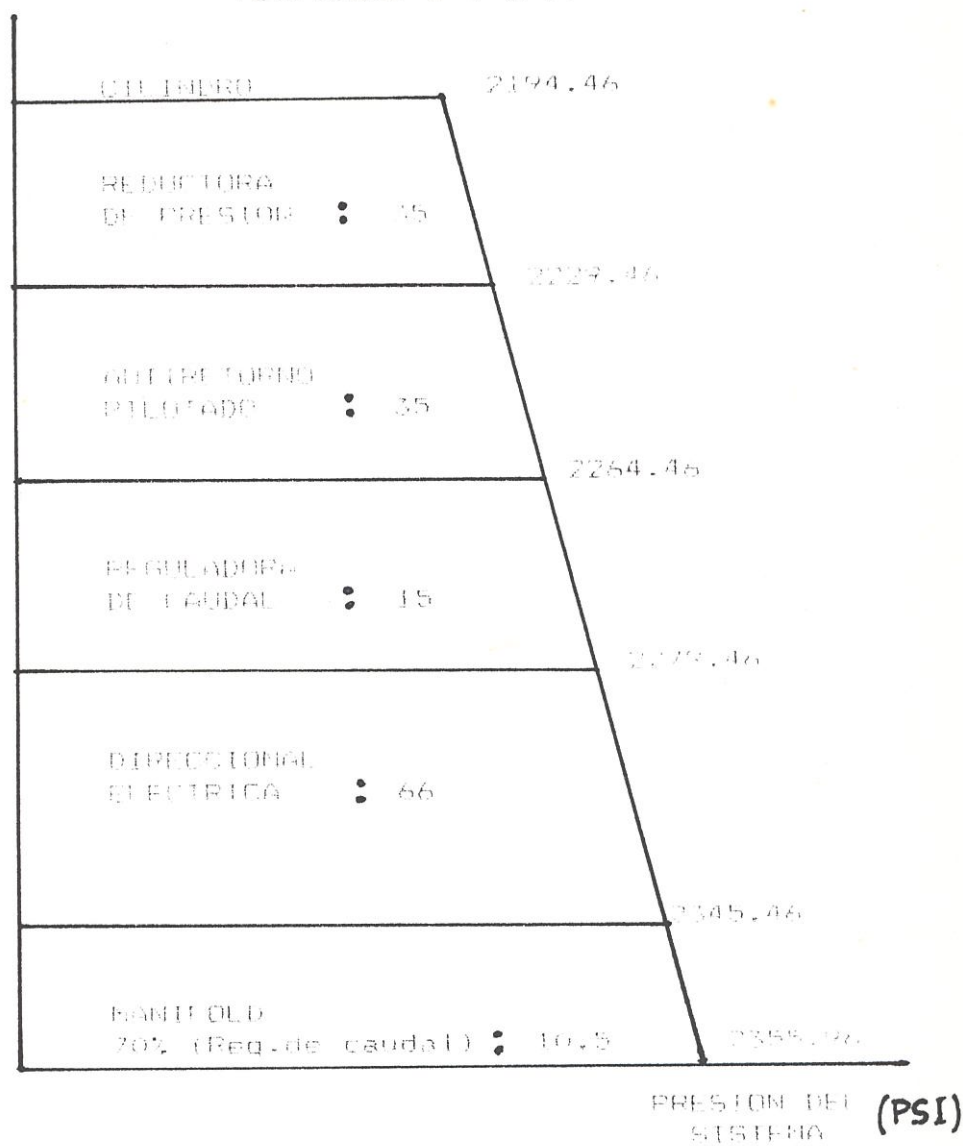 CILINDRO 2194.46
REDUCTORA
DE PRESION : 35
2229.46
ANTIRETORNO
PILOTADO : 35
2264.46
REGULADORA
DE CAUDAL : 15
2279.46
DIRECCIONAL
ELECTRICA : 66
2345.46
MANIFOLD
70% (Reg.de caudal) : 10.5 2355.96
PRESION DEL (PSI)
SISTEMA